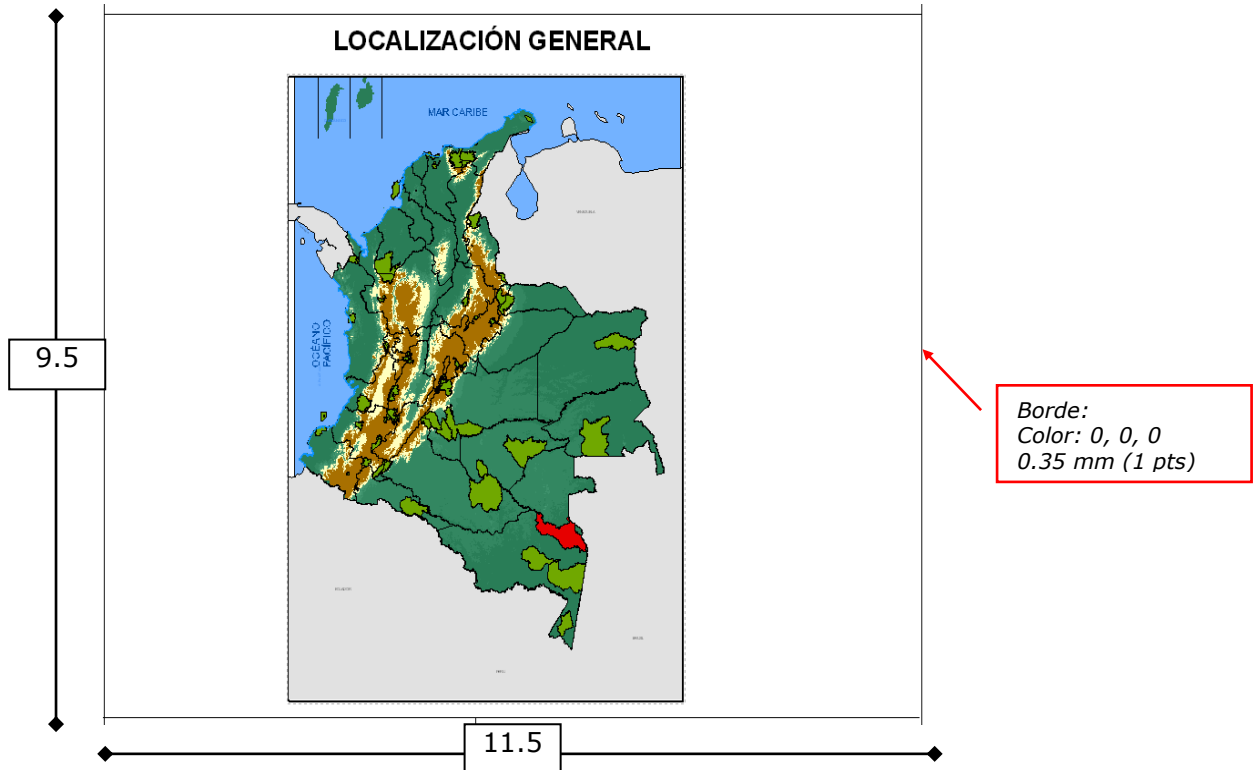 LOCALIZACIÓN GENERAL
MAR CARIBE
OCÉANO
PACIFICO
9.5
Borde:
Color: 0, 0, 0
0.35 mm (1 pts)
11.5